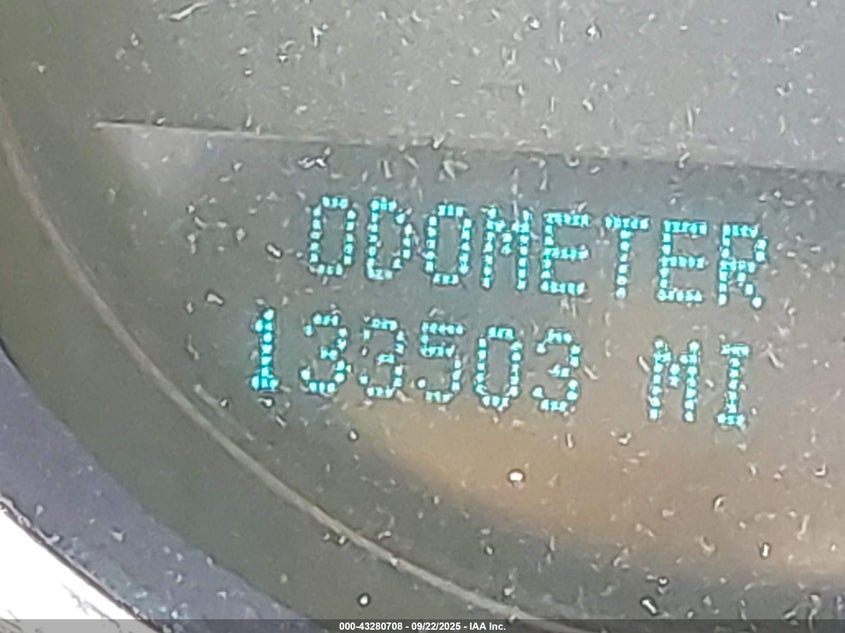 ODOMETER
133503 MI
000-43280708 - 09/22/2025 - IAA Inc.